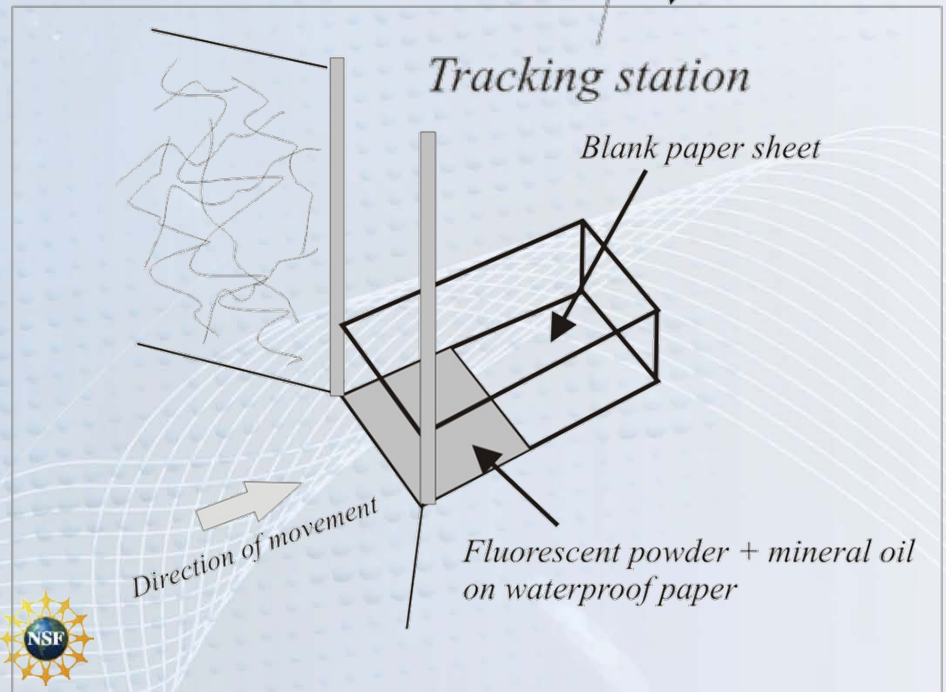 Tracking station
Blank paper sheet
Direction of movement
Fluorescent powder + mineral oil
on waterproof paper
NSF